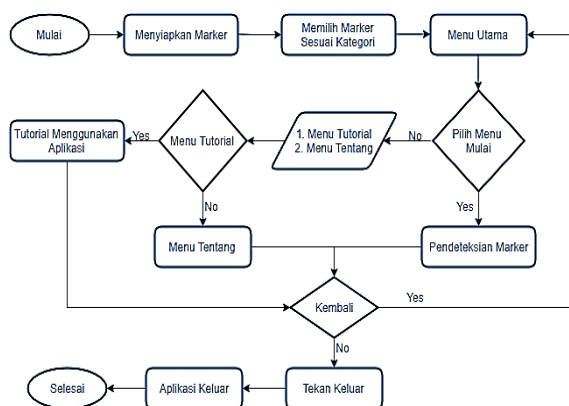 Mulai
Menyiapkan Marker
Memilih Marker
Sesuai Kategori
Menu Utama
Tutorial Menggunakan
Aplikasi
Yes
Menu Tutorial
1. Menu Tutorial
2. Menu Tentang
No
Pilih Menu
Mulai
No
Yes
Menu Tentang
Pendeteksian Marker
Kembali
Yes
No
Selesai
Aplikasi Keluar
Tekan Keluar